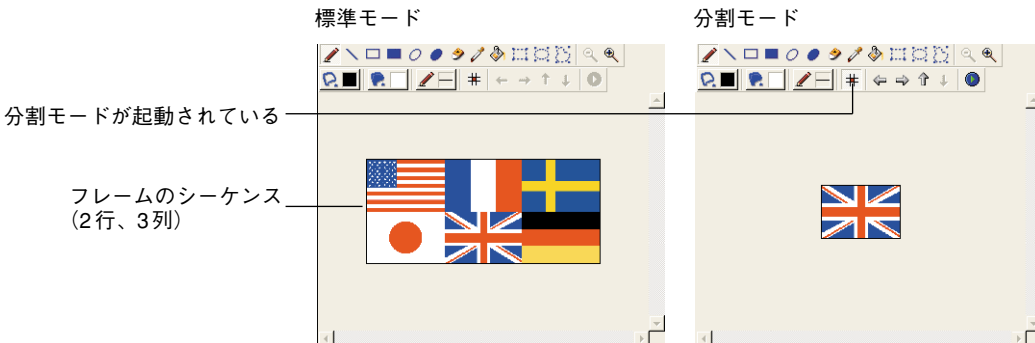 標準モード
分割モード
分割モードが起動されている
フレームのシーケンス
(2行、3列)